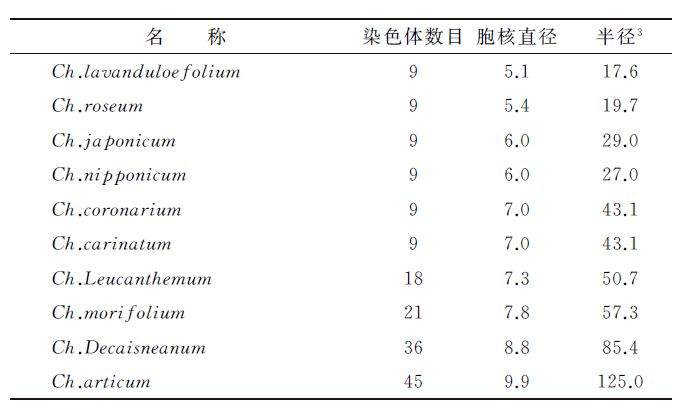 名 称 染色体数目 胞核直径 半径³
Ch.lavanduloefolium 9 5.1 17.6
Ch.roseum 9 5.4 19.7
Ch.japonicum 9 6.0 29.0
Ch.nipponicum 9 6.0 27.0
Ch.coronarium 9 7.0 43.1
Ch.carinatum 9 7.0 43.1
Ch.Leucanthemum 18 7.3 50.7
Ch.morifolium 21 7.8 57.3
Ch.Decaisneanum 36 8.8 85.4
Ch.articum 45 9.9 125.0